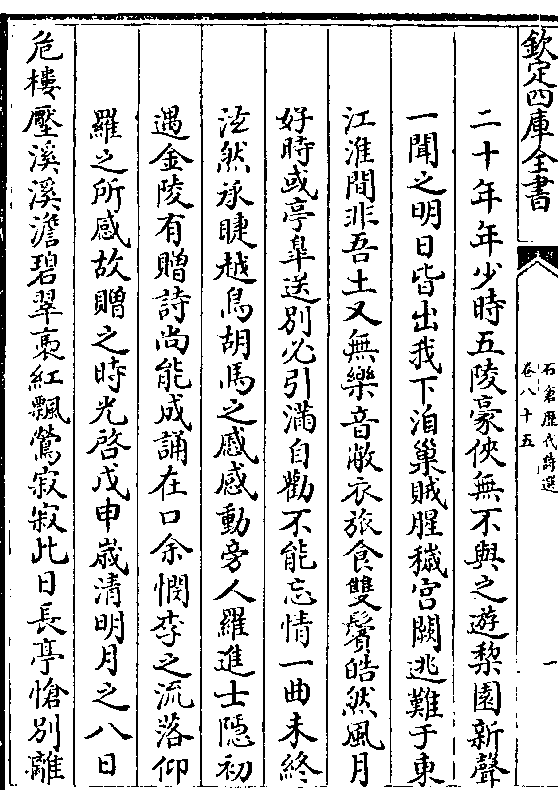 欽定四庫全書
石倉歷代詩選
卷八十五
一
二十年年少時五陵豪俠無不與之遊棃園新聲
一聞之明日皆出我下洎巢賊腥穢宮闕逃難于東
江淮間非吾土又無樂音敝衣旅食雙鬢皓然風月
好時或亭臯送別必引滿自勸不能忘情一曲未終
泫然承睫越鳥胡馬之感感動旁人羅進士隱初
遇金陵有贈詩尚能成誦在口余憫李之流落仰
羅之所感故贈之時光啓戊申嵗清明月之八日
危樓壓溪溪澹碧翠裛紅飄鶯寂寂此日長亭愴別離